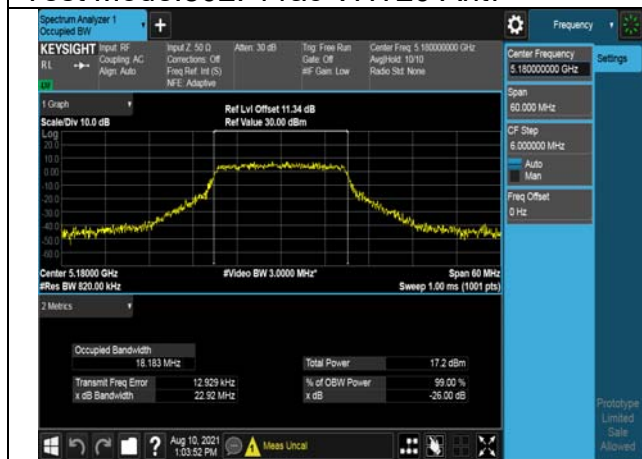 Spectrum Analyzer 1
Occupied BW
Frequency
KEYSIGHT
RL
Input: RF
Coupling: AC
Align: Auto
Input Z: 50 Ω
Corrections: Off
Freq Ref: Int (S)
NFE: Adaptive
Atten: 30 dB
Trig: Free Run
Gate: Off
#IF Gain: Low
Center Freq: 5.180000000 GHz
Avg|Hold: 10/10
Radio Std: None
Center Frequency
5.180000000 GHz
Settings
Span
60.000 MHz
CF Step
6.000000 MHz
Auto
Man
Freq Offset
0 Hz
1 Graph
Scale/Div 10.0 dB
Ref Lvl Offset 11.34 dB
Ref Value 30.00 dBm
Log
20.0
10.0
0.00
-10.0
-20.0
-30.0
-40.0
-50.0
-60.0
Center 5.18000 GHz
#Res BW 820.00 kHz
#Video BW 3.0000 MHz*
Span 60 MHz
Sweep 1.00 ms (1001 pts)
2 Metrics
Occupied Bandwidth
18.183 MHz
Total Power 17.2 dBm
Transmit Freq Error 12.929 kHz
% of OBW Power 99.00 %
x dB Bandwidth 22.92 MHz
x dB -26.00 dB
Aug 10, 2021
1:03:52 PM
Meas Uncal
Prototype
Limited
Sale
Allowed